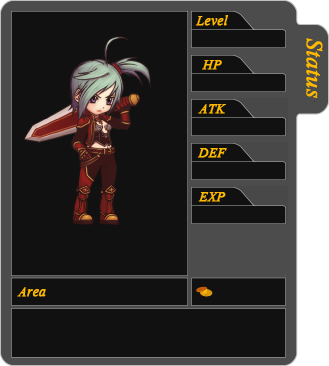 Level
HP
ATK
DEF
EXP
Status
Area